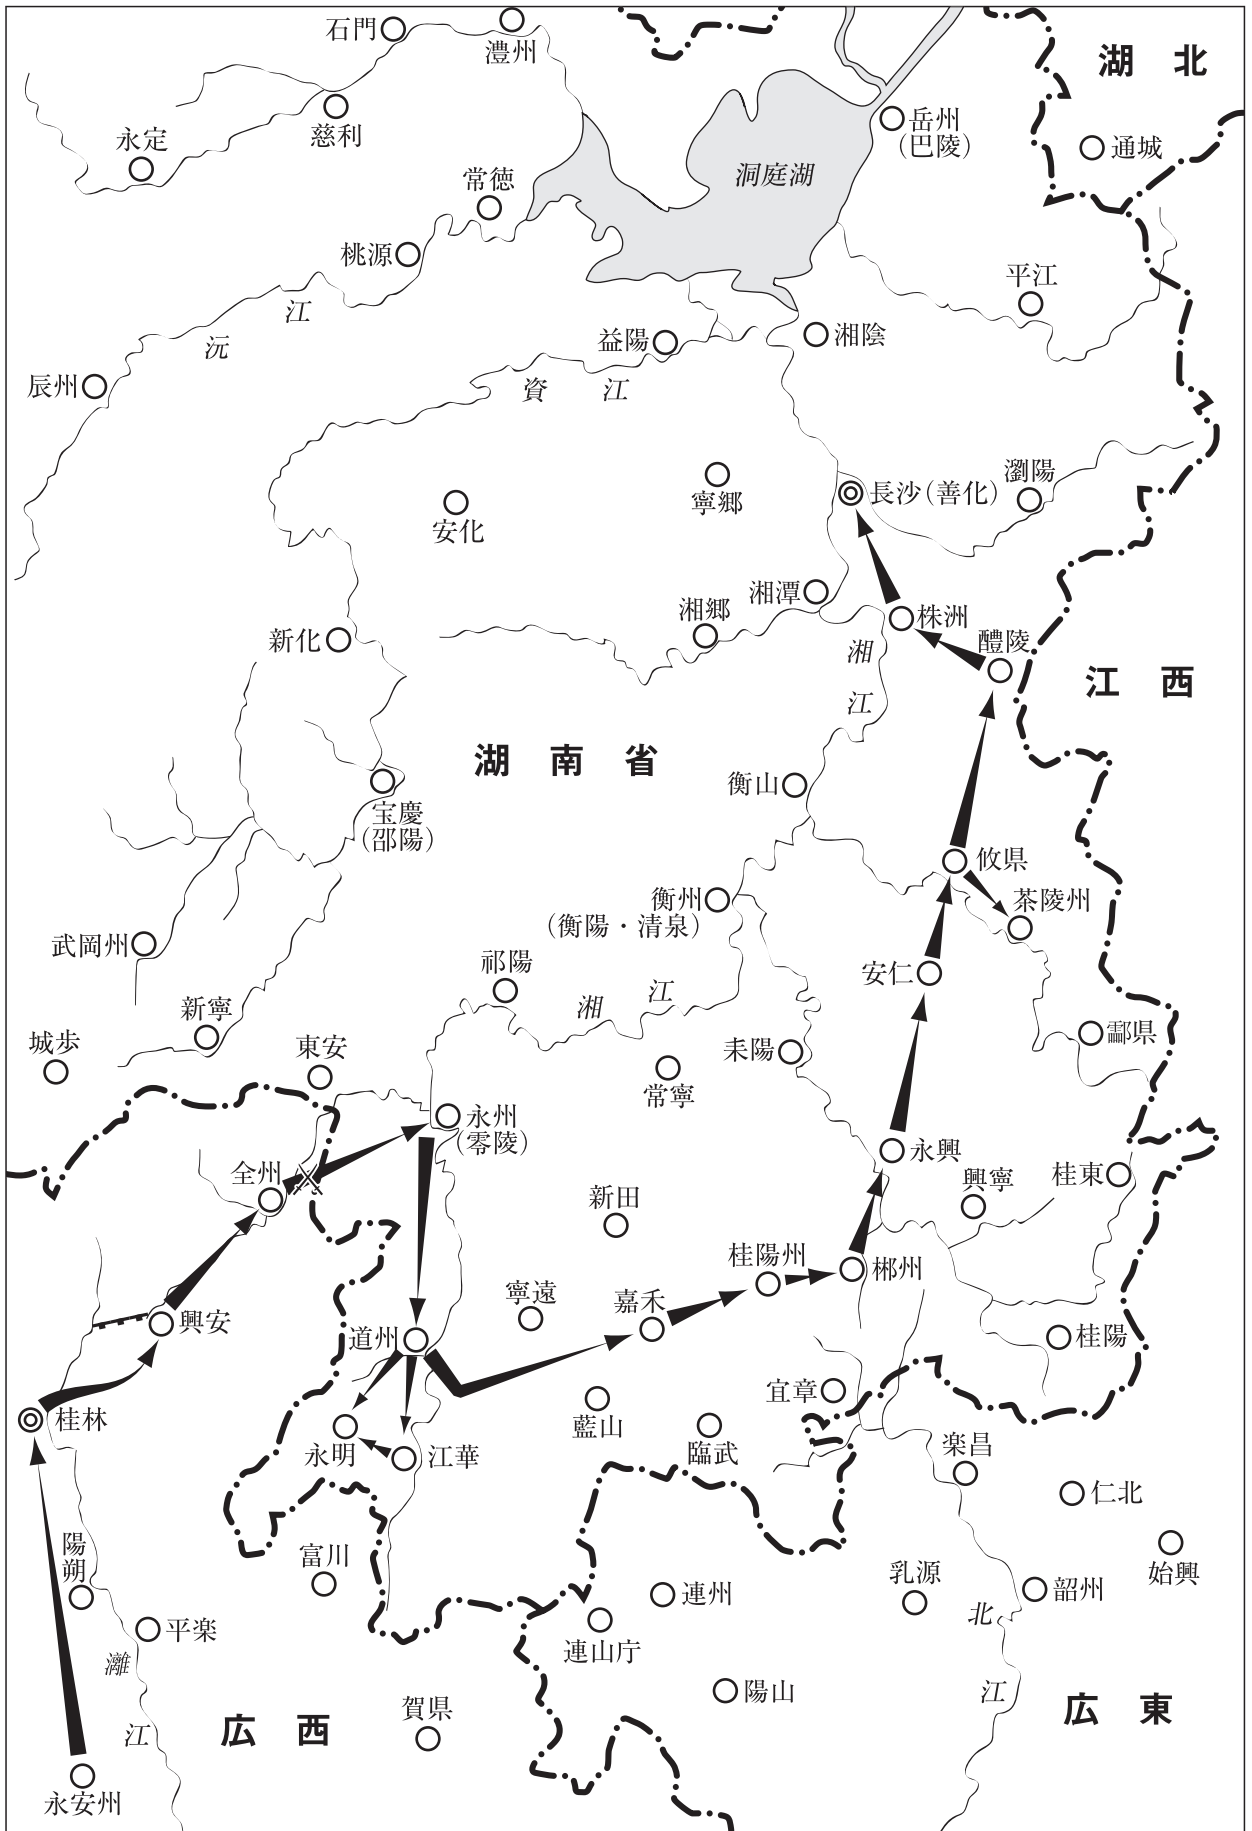 石門
澧州
湖北
慈利
岳州
(巴陵)
永定
通城
洞庭湖
常徳
桃源
平江
江
沅
益陽
湘陰
辰州
資江
瀏陽
長沙(善化)
寧郷
安化
湘潭
湘郷
株洲
新化
醴陵
湘
江
江西
湖南省
衡山
宝慶
(邵陽)
攸県
茶陵州
衡州
(衡陽・清泉)
武岡州
祁陽
安仁
湘江
新寧
城歩
東安
耒陽
酃県
常寧
永州
(零陵)
永興
全州
興寧
桂東
新田
桂陽州
郴州
寧遠
嘉禾
興安
道州
桂陽
宜章
桂林
藍山
永明
江華
臨武
楽昌
仁北
陽
朔
富川
始興
乳源
連州
韶州
北
江
平楽
連山庁
灕
江
陽山
賀県
広西
広東
永安州